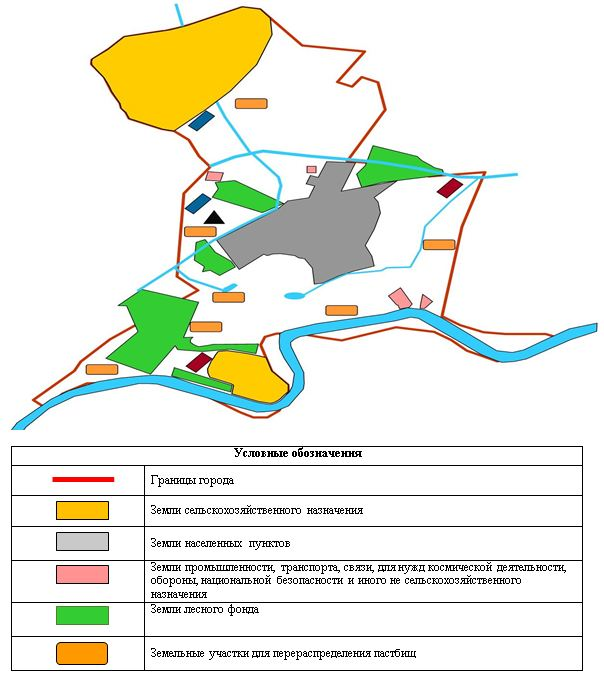 Условные обозначения
Границы города
Земли сельскохозяйственного назначения
Земли населенных пунктов
Земли промышленности, транспорта, связи, для нужд космической деятельности,
обороны, национальной безопасности и иного не сельскохозяйственного
назначения
Земли лесного фонда
Земельные участки для перераспределения пастбищ